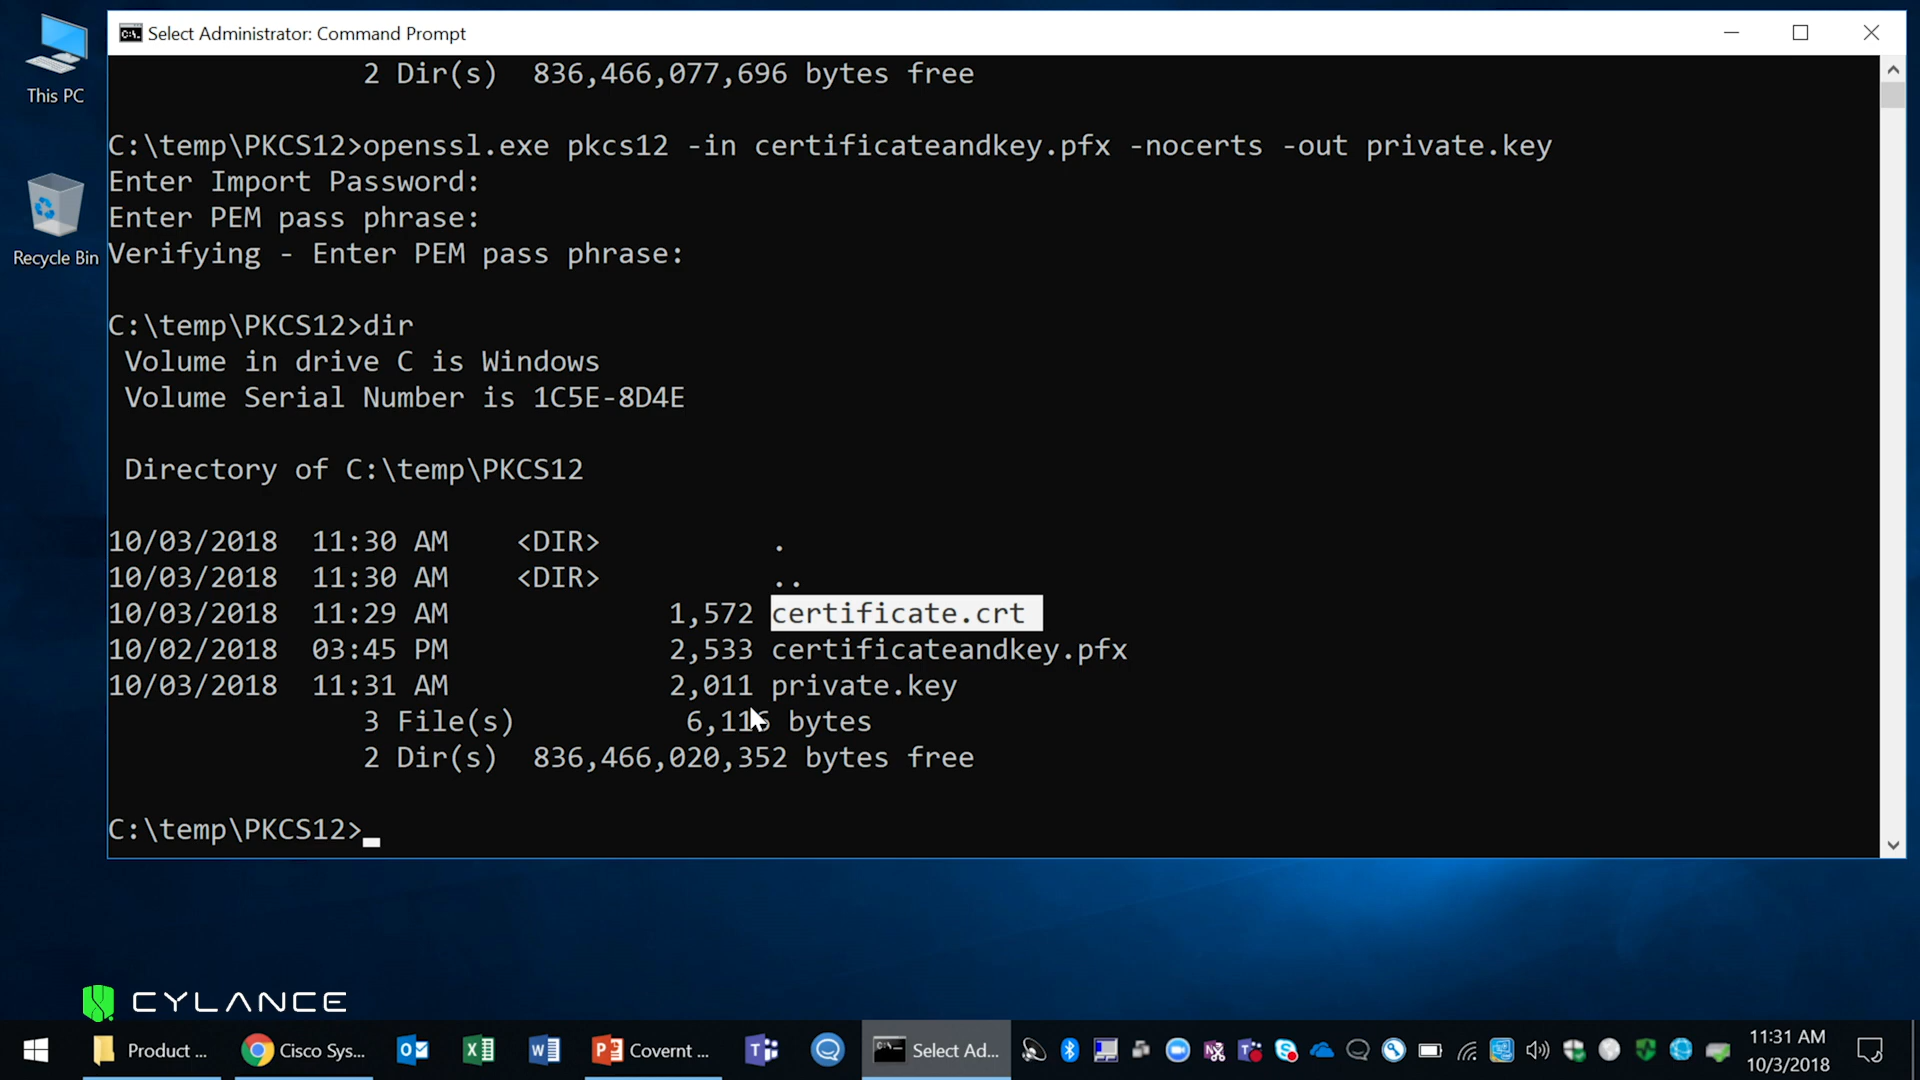 Select Administrator: Command Prompt
This PC
Recycle Bin
2 Dir(s)  836,466,077,696 bytes free
C:\temp\PKCS12>openssl.exe pkcs12 -in certificateandkey.pfx -nocerts -out private.key
Enter Import Password:
Enter PEM pass phrase:
Verifying - Enter PEM pass phrase:
C:\temp\PKCS12>dir
Volume in drive C is Windows
Volume Serial Number is 1C5E-8D4E
Directory of C:\temp\PKCS12
10/03/2018  11:30 AM    <DIR>          .
10/03/2018  11:30 AM    <DIR>          ..
10/03/2018  11:29 AM             1,572 certificate.crt
10/02/2018  03:45 PM             2,533 certificateandkey.pfx
10/03/2018  11:31 AM             2,011 private.key
3 File(s)          6,116 bytes
2 Dir(s)  836,466,020,352 bytes free
C:\temp\PKCS12>
CYLANCE
Product ...
Cisco Sys...
Covernt ...
Select Ad...
11:31 AM
10/3/2018